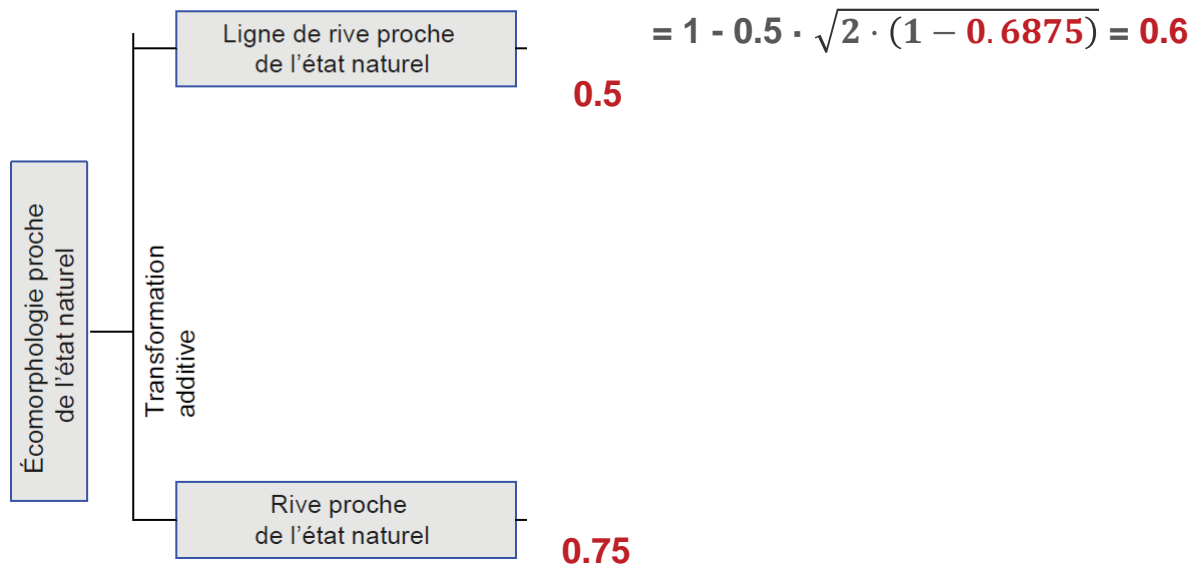 Ligne de rive proche
de l'état naturel
= 1 - 0.5 · √2 · (1 − 0.6875) = 0.6
0.5
Écomorphologie proche
de l'état naturel
Transformation
additive
Rive proche
de l'état naturel
0.75